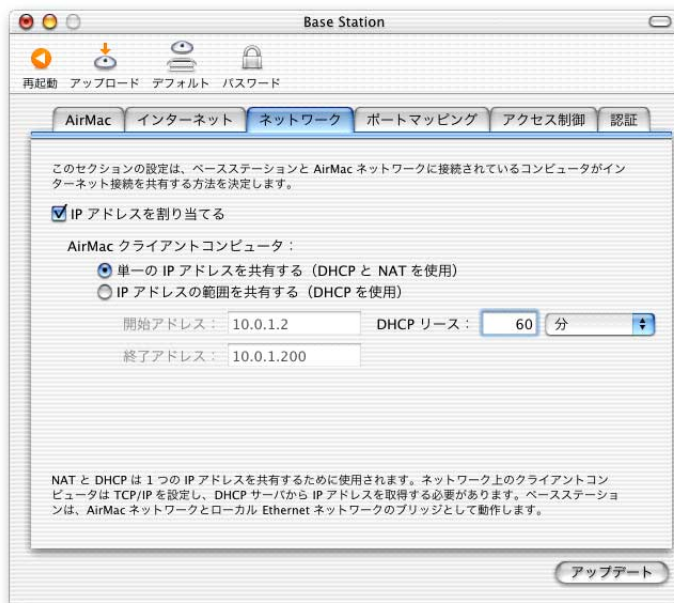 Base Station
再起動 アップロード デフォルト パスワード
AirMac インターネット ネットワーク ポートマッピング アクセス制御 認証
このセクションの設定は、ベースステーションと AirMac ネットワークに接続されているコンピュータがイン
ターネット接続を共有する方法を決定します。
IP アドレスを割り当てる
AirMac クライアントコンピュータ：
単一の IP アドレスを共有する（DHCP と NAT を使用）
IP アドレスの範囲を共有する（DHCP を使用）
開始アドレス： 10.0.1.2 DHCP リース： 60 分
終了アドレス： 10.0.1.200
NAT と DHCP は 1 つの IP アドレスを共有するために使用されます。ネットワーク上のクライアントコン
ピュータは TCP/IP を設定し、DHCP サーバから IP アドレスを取得する必要があります。ベースステーショ
ンは、AirMac ネットワークとローカル Ethernet ネットワークのブリッジとして動作します。
アップデート